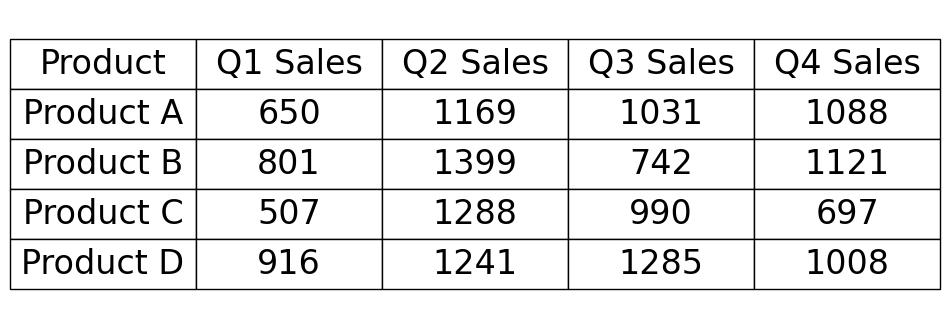 Product Q1 Sales Q2 Sales Q3 Sales Q4 Sales
Product A 650 1169 1031 1088
Product B 801 1399 742 1121
Product C 507 1288 990 697
Product D 916 1241 1285 1008